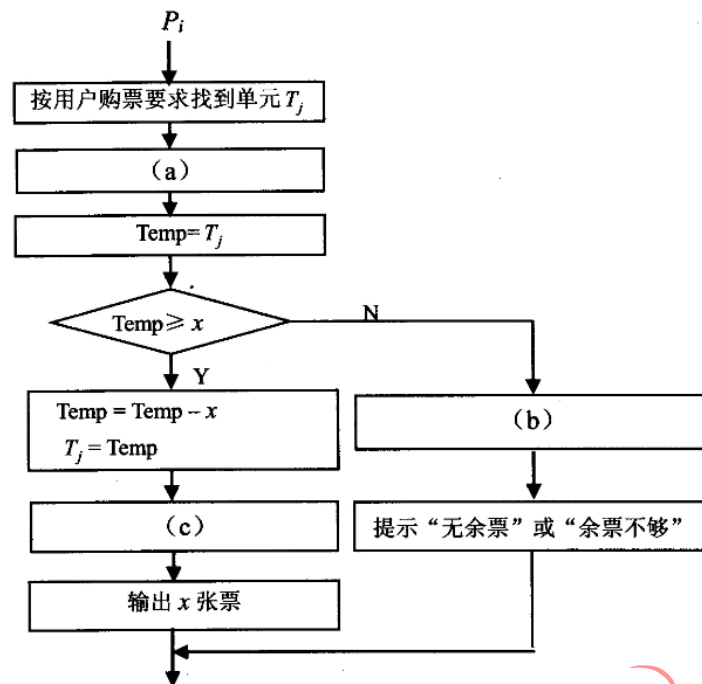 Pi
按用户购票要求找到单元Tj
（a）
Temp=Tj
Temp≥x
N
Y
Temp = Temp – x
Tj = Temp
（b）
（c）
提示“无余票”或“余票不够”
输出 x 张票